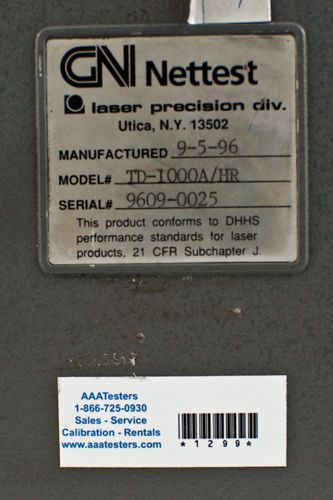 GN Nettest
laser precision div.
Utica, N.Y. 13502
MANUFACTURED 9-5-96
MODEL# TD-1000A/HR
SERIAL# 9609-0025
This product conforms to DHHS
performance standards for laser
products, 21 CFR Subchapter J.
AAATesters
1-866-725-0930
Sales - Service
Calibration - Rentals
www.aaatesters.com
*1299*